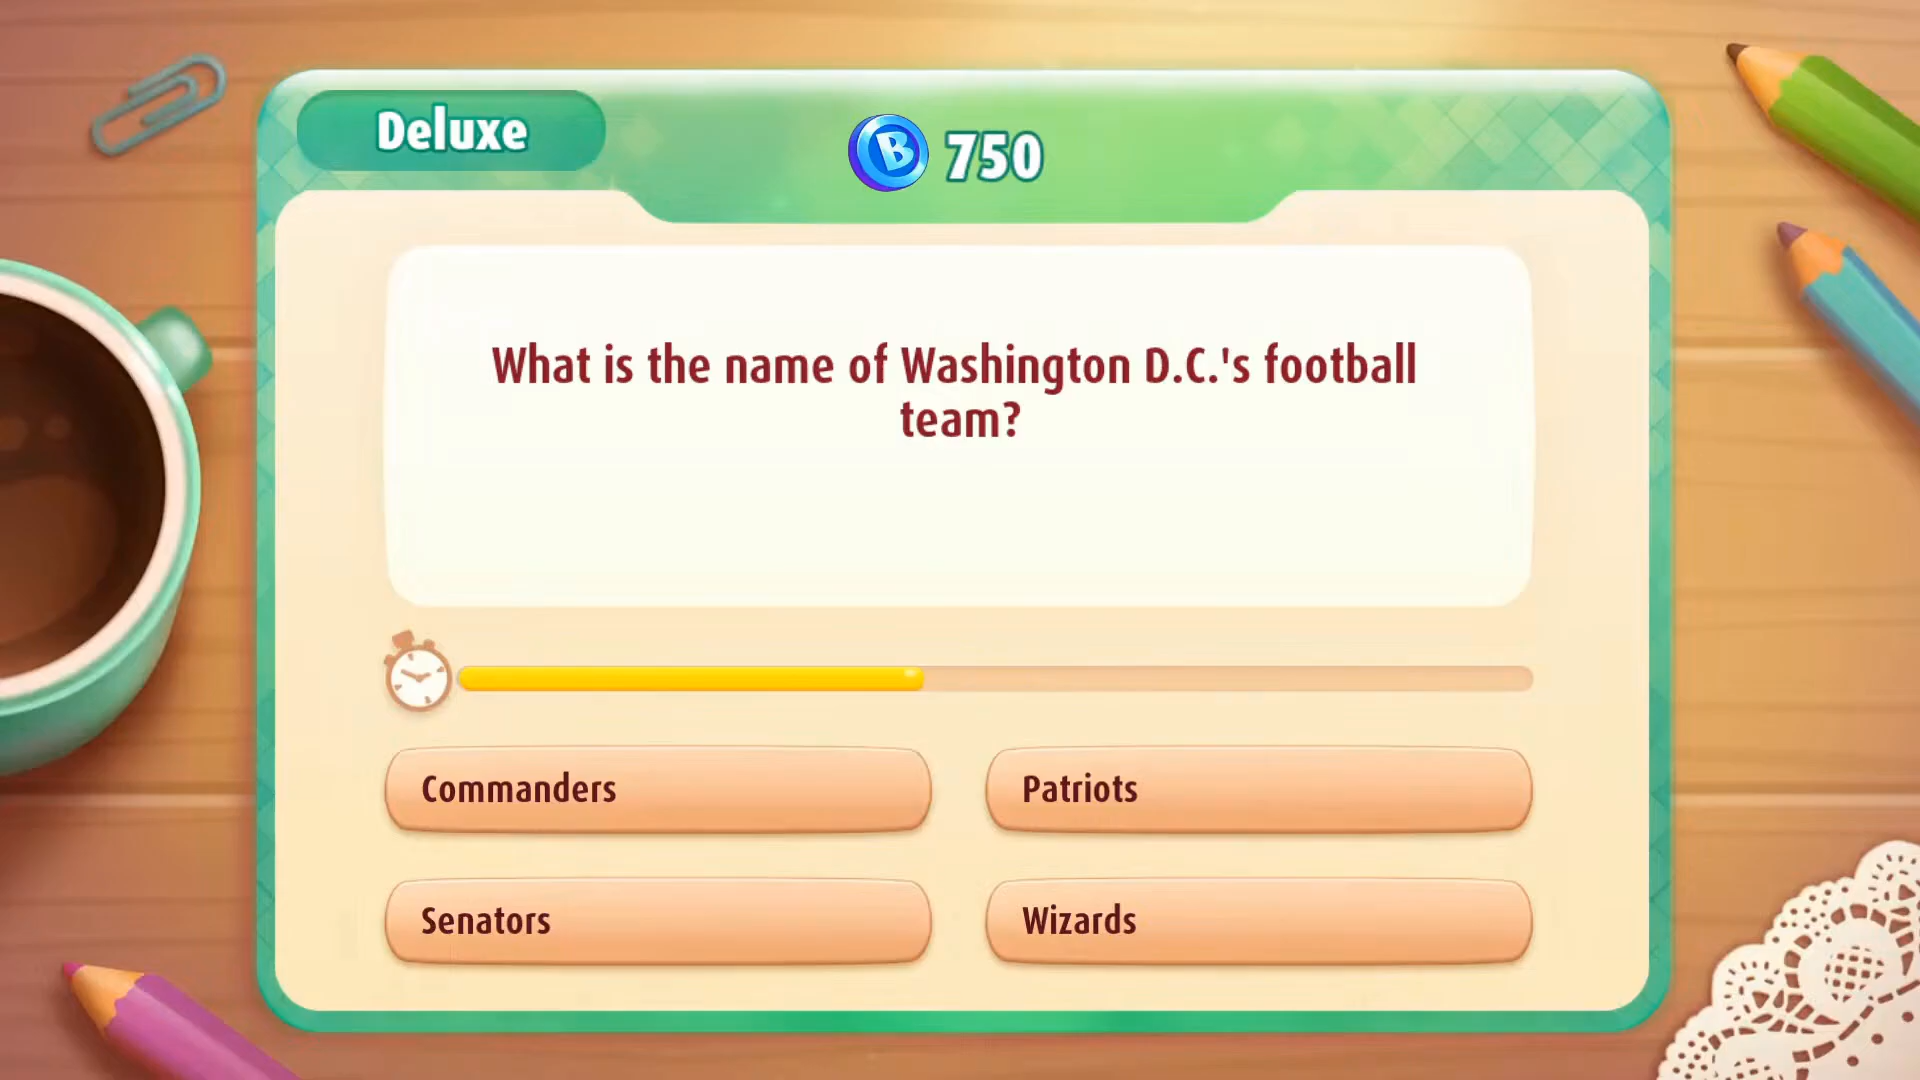 Deluxe
B 750
What is the name of Washington D.C.'s football
team?
Commanders
Patriots
Senators
Wizards